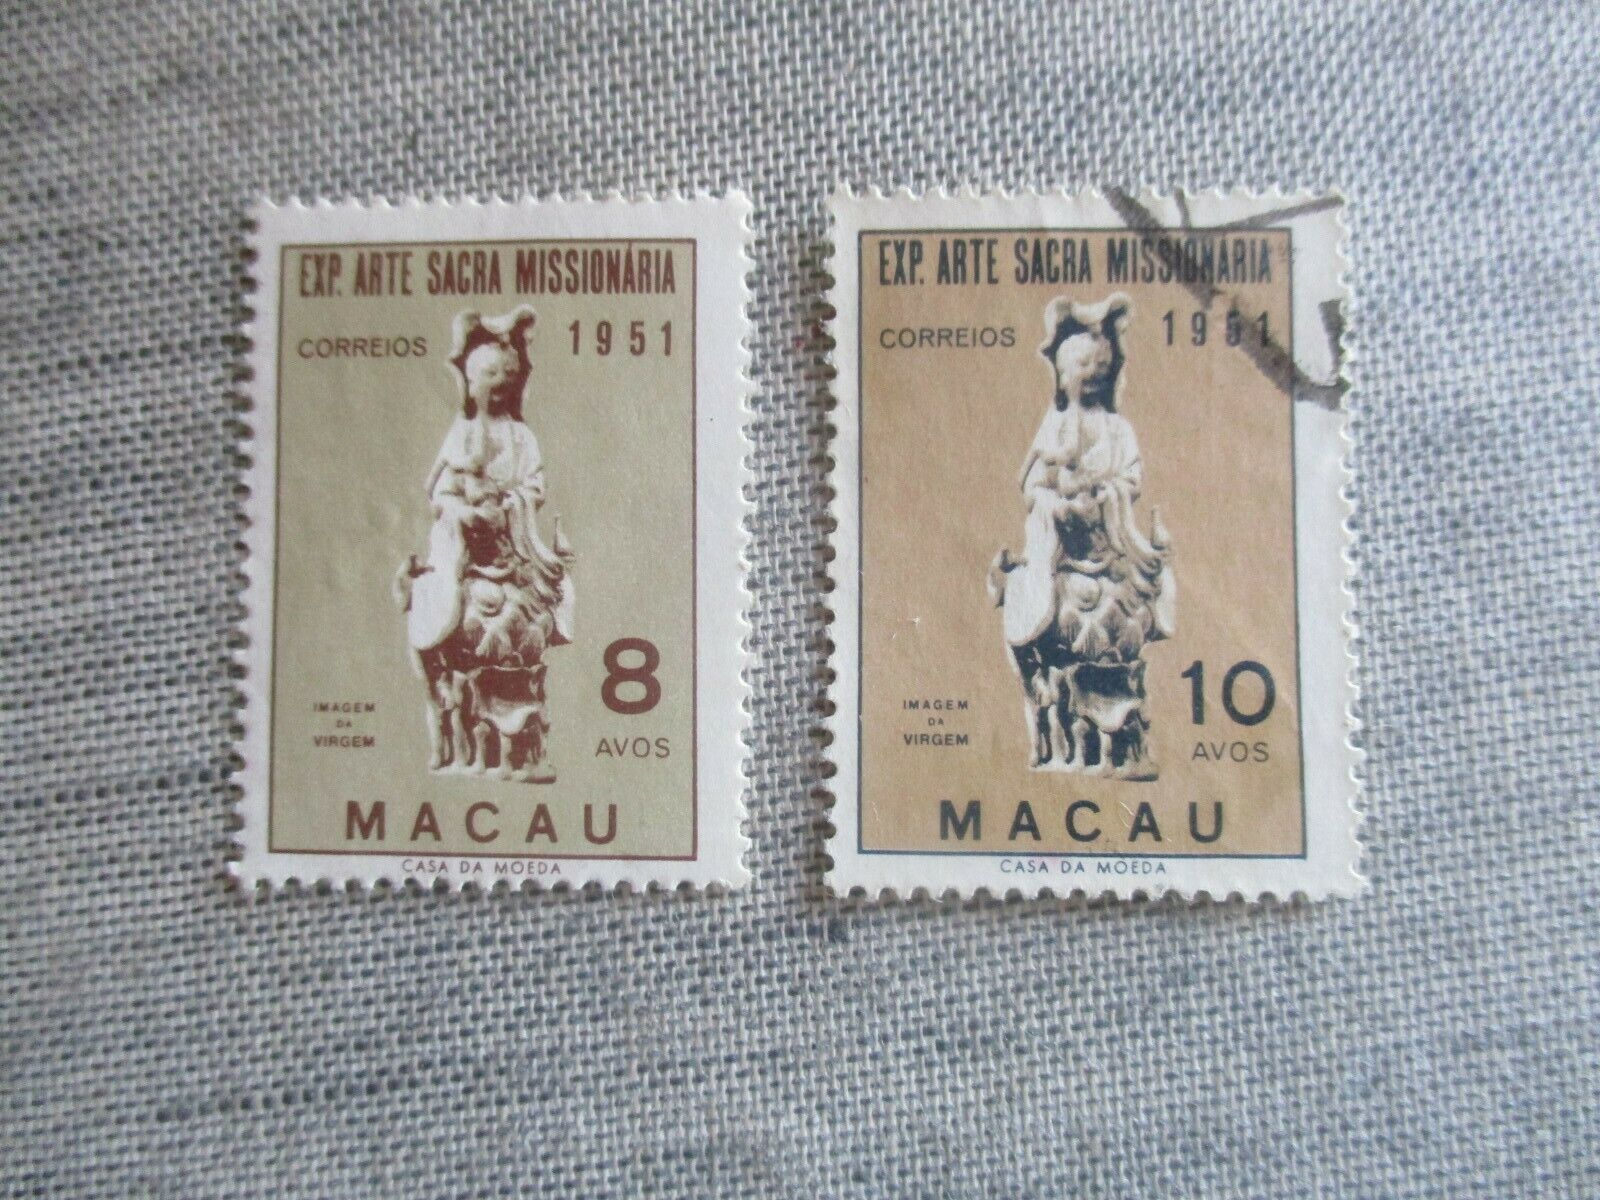 EXP. ARTE SACRA MISSIONÁRIA
CORREIOS
1951
8
IMAGEM
DA
VIRGEM
AVOS
MACAU
CASA DA MOEDA
EXP. ARTE SACRA MISSIONÁRIA
CORREIOS
1951
10
IMAGEM
DA
VIRGEM
AVOS
MACAU
CASA DA MOEDA